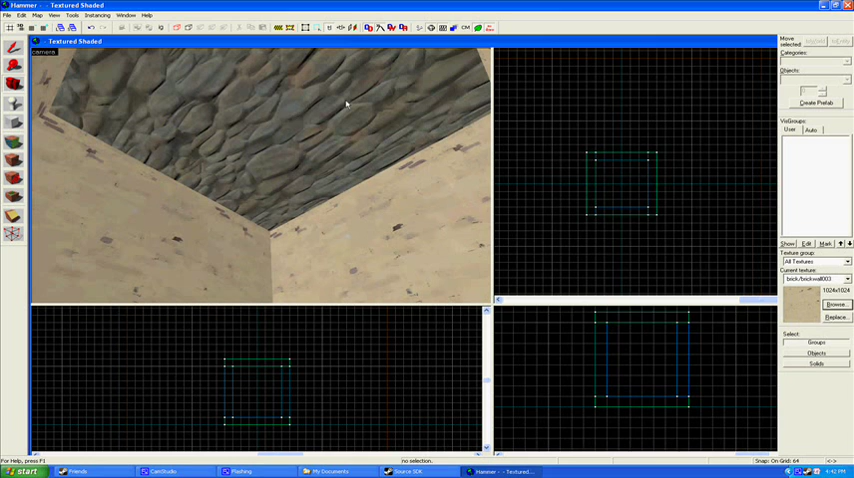 Hammer - - Textured Shaded
File Edit Map View Tools Instancing Window Help
- Textured Shaded
camera
Move selected:
Categories:
Objects:
Create Prefab
VisGroups:
User Auto
Show Edit Mark
Texture group:
All Textures
Current texture:
brick/brickwall003
1024x1024
Browse...
Replace...
Select:
Groups
Objects
Solids
For Help, press F1
no selection.
Snap: On Grid: 64
<->
start
Friends
CamStudio
Flashing
My Documents
Source SDK
Hammer - - Textured...
4:42 PM